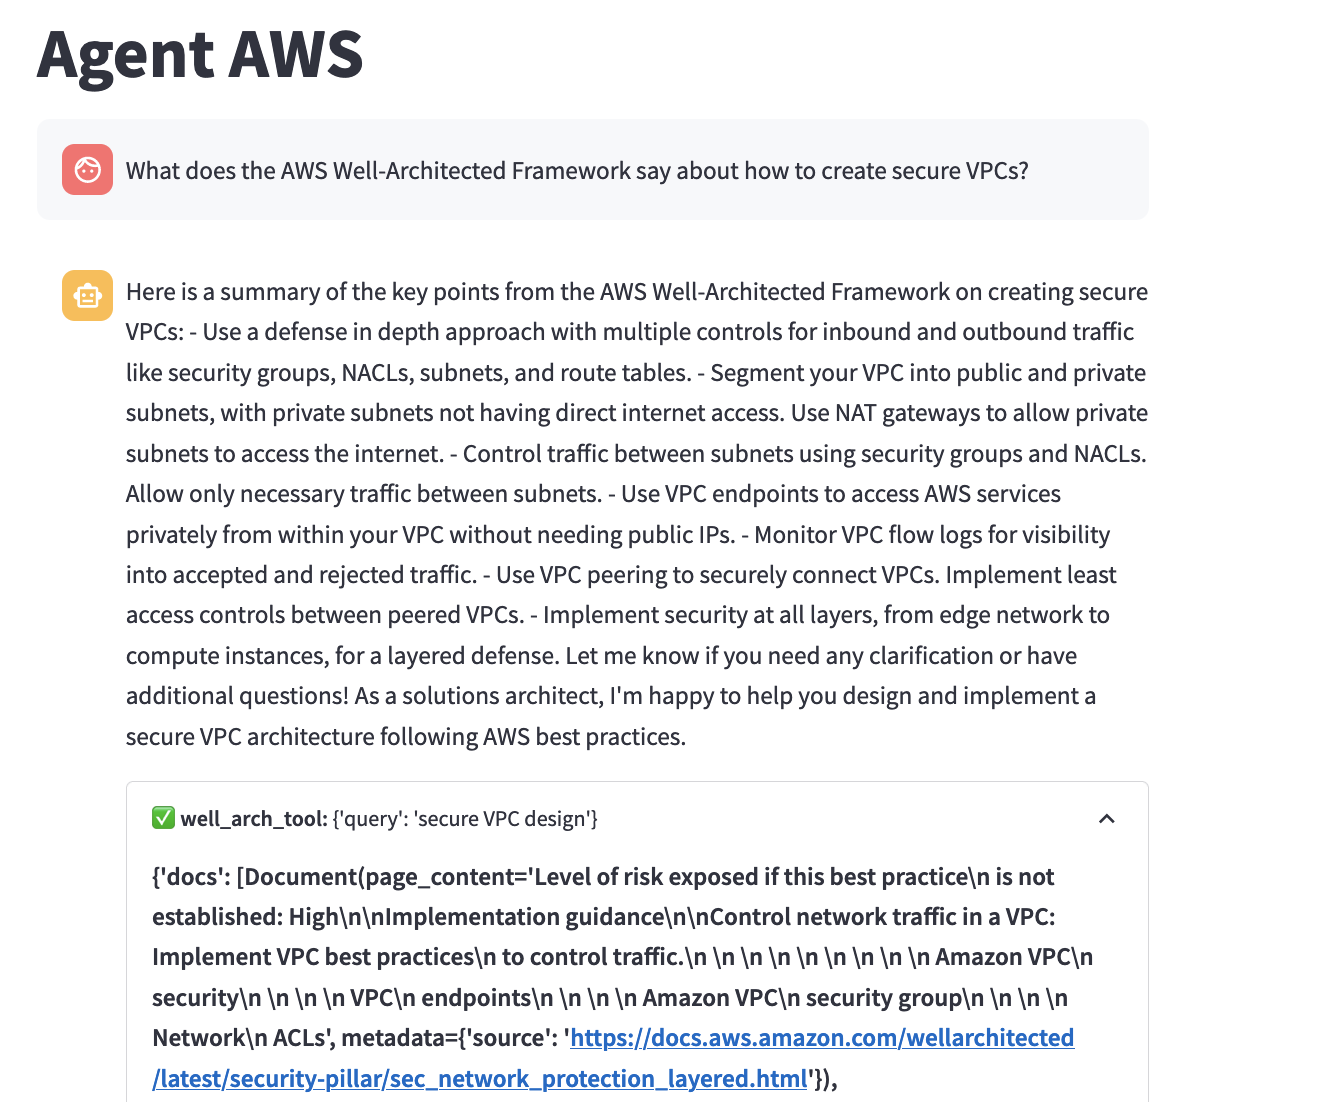 Agent AWS
What does the AWS Well-Architected Framework say about how to create secure VPCs?
Here is a summary of the key points from the AWS Well-Architected Framework on creating secure
VPCs: - Use a defense in depth approach with multiple controls for inbound and outbound traffic
like security groups, NACLs, subnets, and route tables. - Segment your VPC into public and private
subnets, with private subnets not having direct internet access. Use NAT gateways to allow private
subnets to access the internet. - Control traffic between subnets using security groups and NACLs.
Allow only necessary traffic between subnets. - Use VPC endpoints to access AWS services
privately from within your VPC without needing public IPs. - Monitor VPC flow logs for visibility
into accepted and rejected traffic. - Use VPC peering to securely connect VPCs. Implement least
access controls between peered VPCs. - Implement security at all layers, from edge network to
compute instances, for a layered defense. Let me know if you need any clarification or have
additional questions! As a solutions architect, I'm happy to help you design and implement a
secure VPC architecture following AWS best practices.
✅ well_arch_tool: {'query': 'secure VPC design'}
{'docs': [Document(page_content='Level of risk exposed if this best practice\n is not
established: High\n\nImplementation guidance\n\nControl network traffic in a VPC:
Implement VPC best practices\n to control traffic.\n \n \n \n \n \n \n \n \n Amazon VPC\n
security\n \n \n \n VPC\n endpoints\n \n \n \n Amazon VPC\n security group\n \n \n \n
Network\n ACLs', metadata={'source': 'https://docs.aws.amazon.com/wellarchitected
/latest/security-pillar/sec_network_protection_layered.html'}),